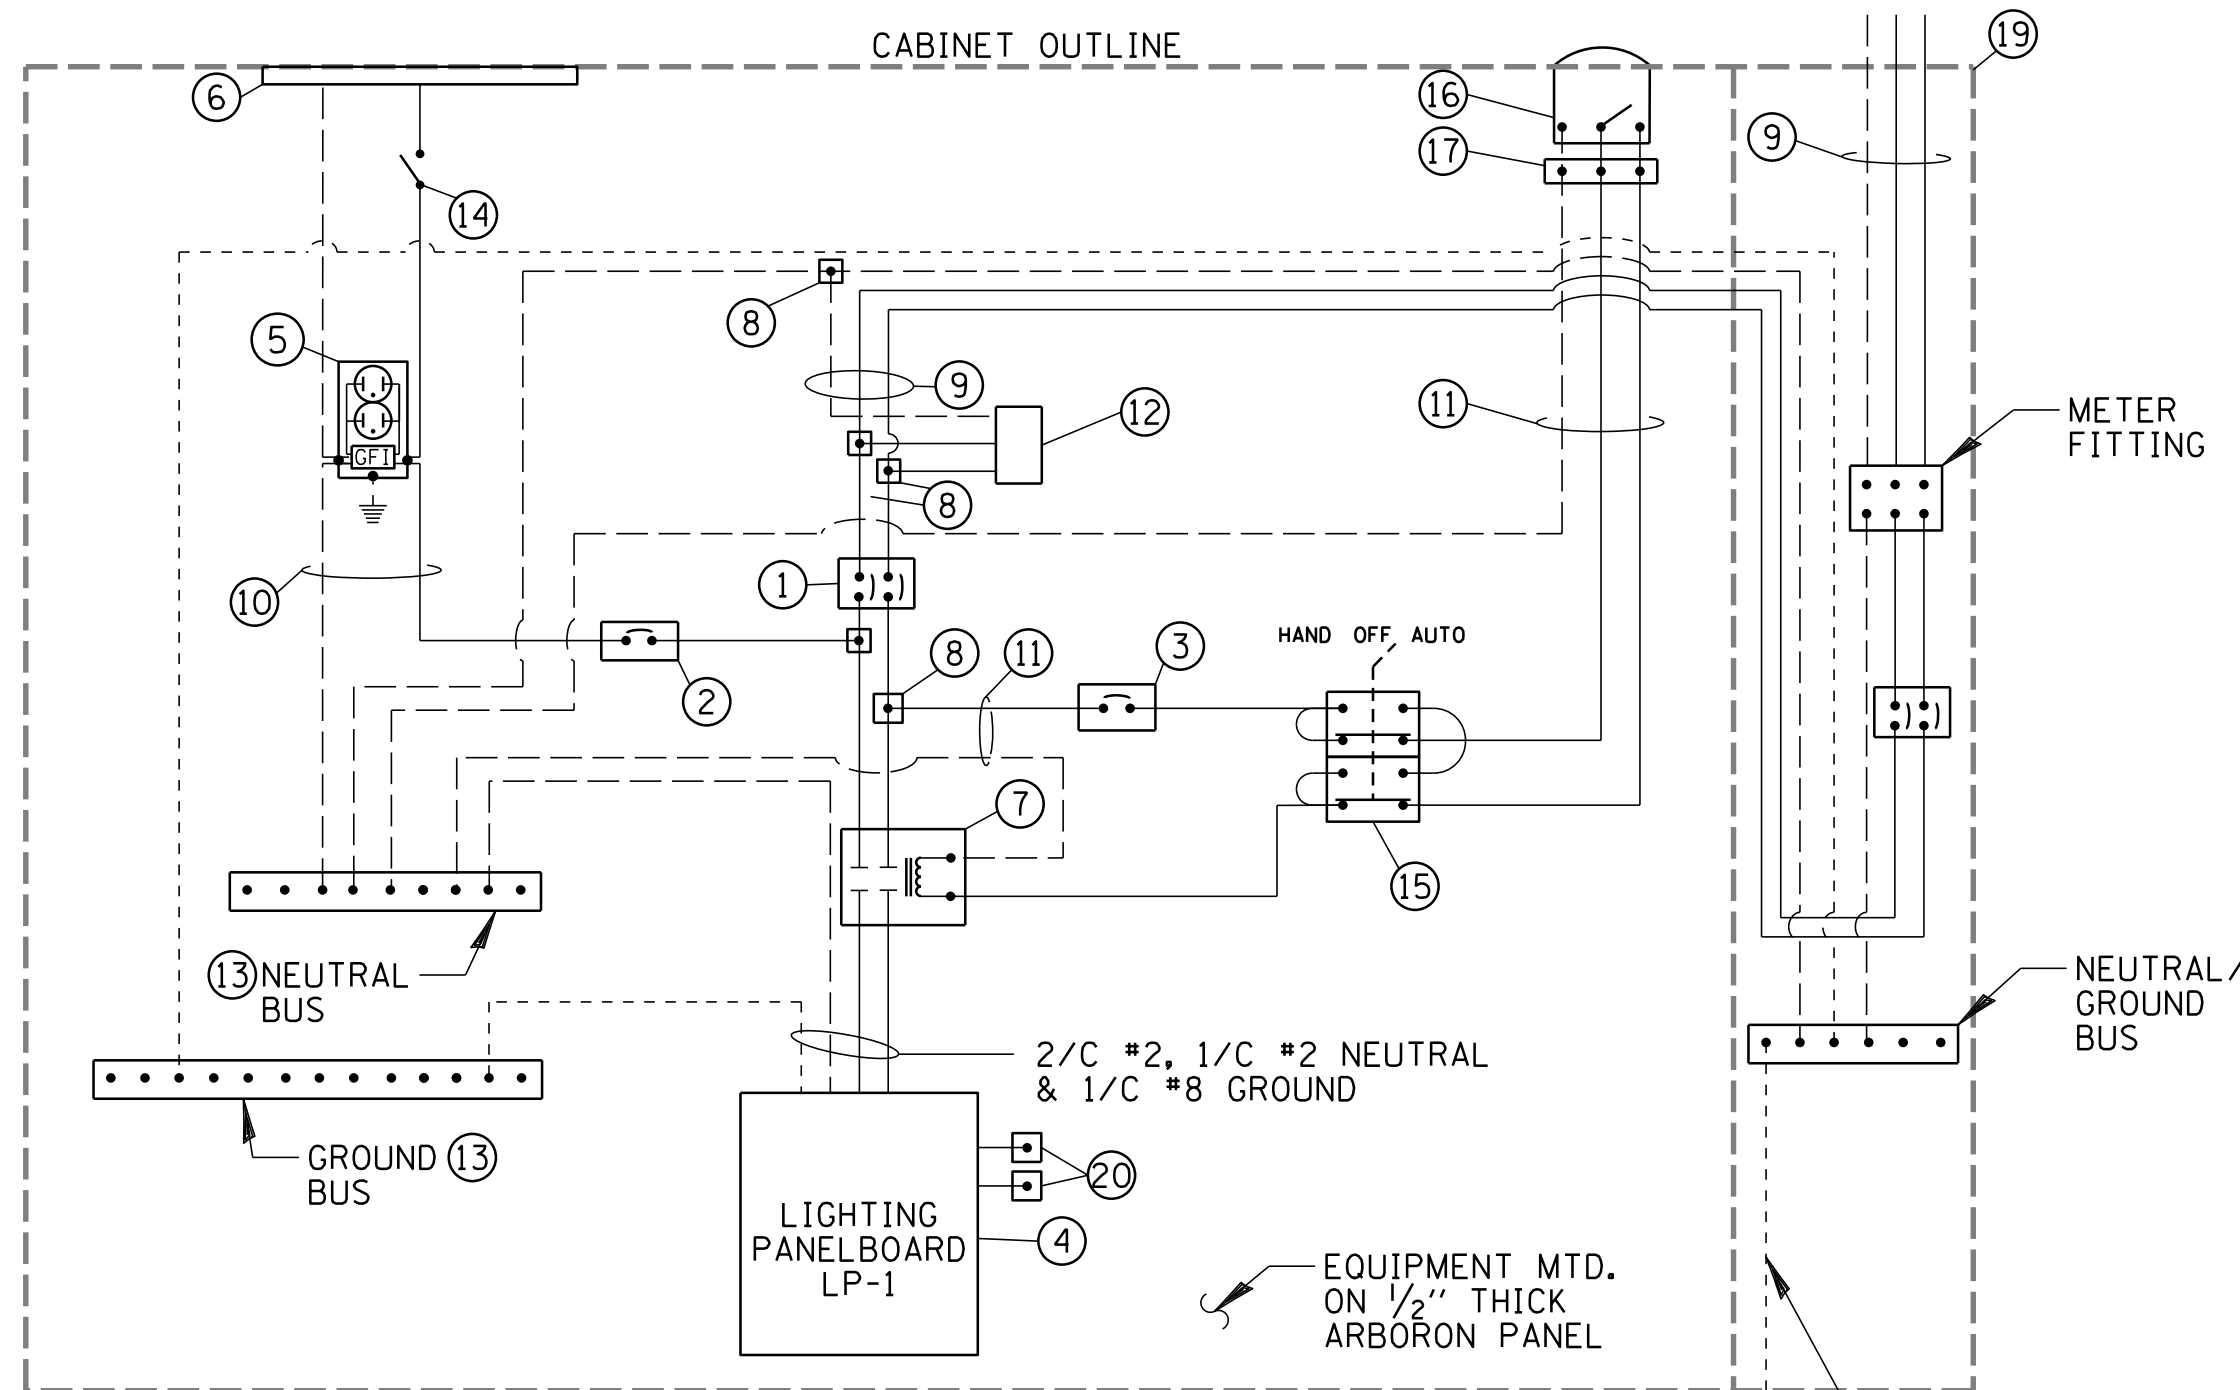 CABINET OUTLINE
19
6
16
9
17
14
5
8
9
12
11
METER
FITTING
GFI
8
1
10
HAND OFF AUTO
8
11
3
2
7
15
13 NEUTRAL
BUS
NEUTRAL/
GROUND
BUS
2/C #2, 1/C #2 NEUTRAL
& 1/C #8 GROUND
GROUND 13
BUS
20
LIGHTING
PANELBOARD
LP-1
4
EQUIPMENT MTD.
ON 1/2" THICK
ARBORON PANEL